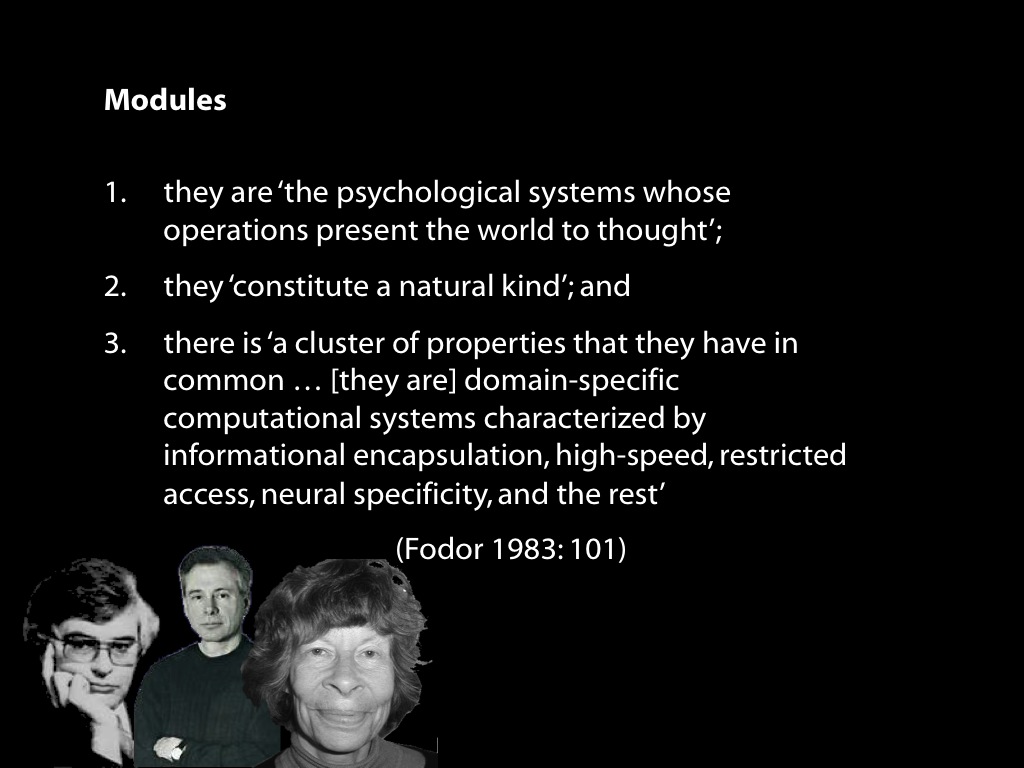 Modules
1. they are ‘the psychological systems whose
operations present the world to thought’;
2. they ‘constitute a natural kind’; and
3. there is ‘a cluster of properties that they have in
common … [they are] domain-specific
computational systems characterized by
informational encapsulation, high-speed, restricted
access, neural specificity, and the rest’
(Fodor 1983: 101)